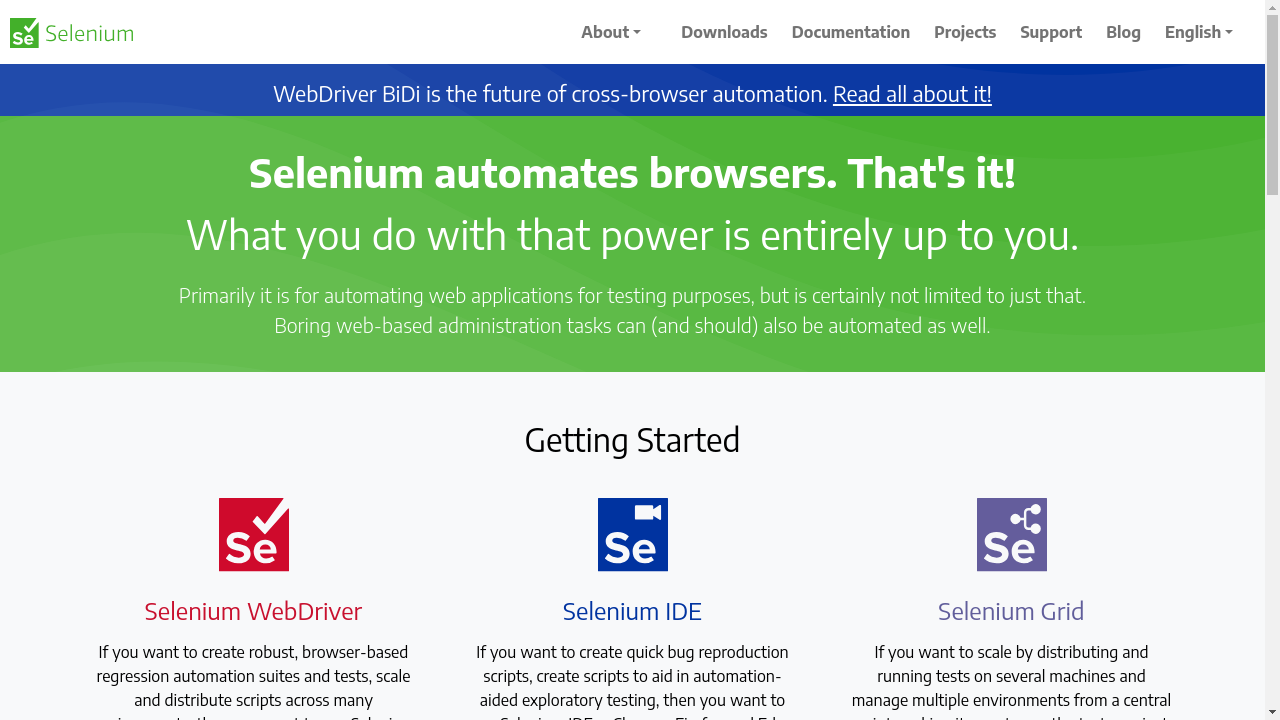 Se Selenium
About Downloads Documentation Projects Support Blog English
WebDriver BiDi is the future of cross-browser automation. Read all about it!
Selenium automates browsers. That's it!
What you do with that power is entirely up to you.
Primarily it is for automating web applications for testing purposes, but is certainly not limited to just that.
Boring web-based administration tasks can (and should) also be automated as well.
Getting Started
Se
Selenium WebDriver
If you want to create robust, browser-based
regression automation suites and tests, scale
and distribute scripts across many
Se
Selenium IDE
If you want to create quick bug reproduction
scripts, create scripts to aid in automation-
aided exploratory testing, then you want to
Se
Selenium Grid
If you want to scale by distributing and
running tests on several machines and
manage multiple environments from a central